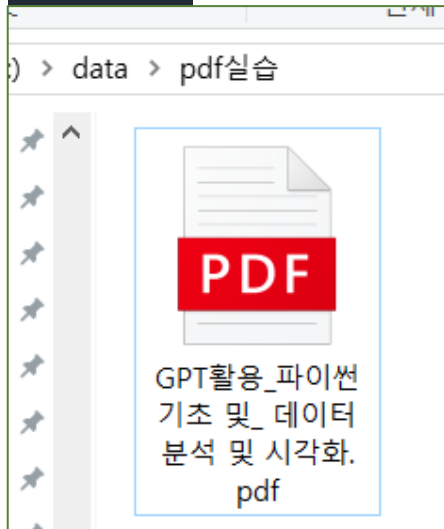 :) > data > pdf실습
PDF
GPT활용_파이썬
기초 및_ 데이터
분석 및 시각화.
pdf